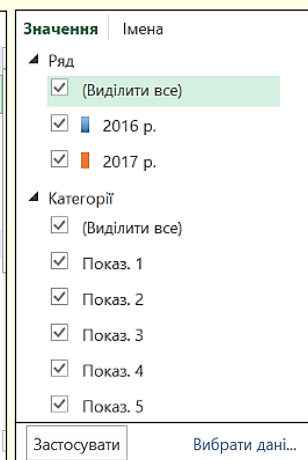 Значення Імена
Ряд
(Виділити все)
2016 р.
2017 р.
Категорії
(Виділити все)
Показ. 1
Показ. 2
Показ. 3
Показ. 4
Показ. 5
Застосувати Вибрати дані...